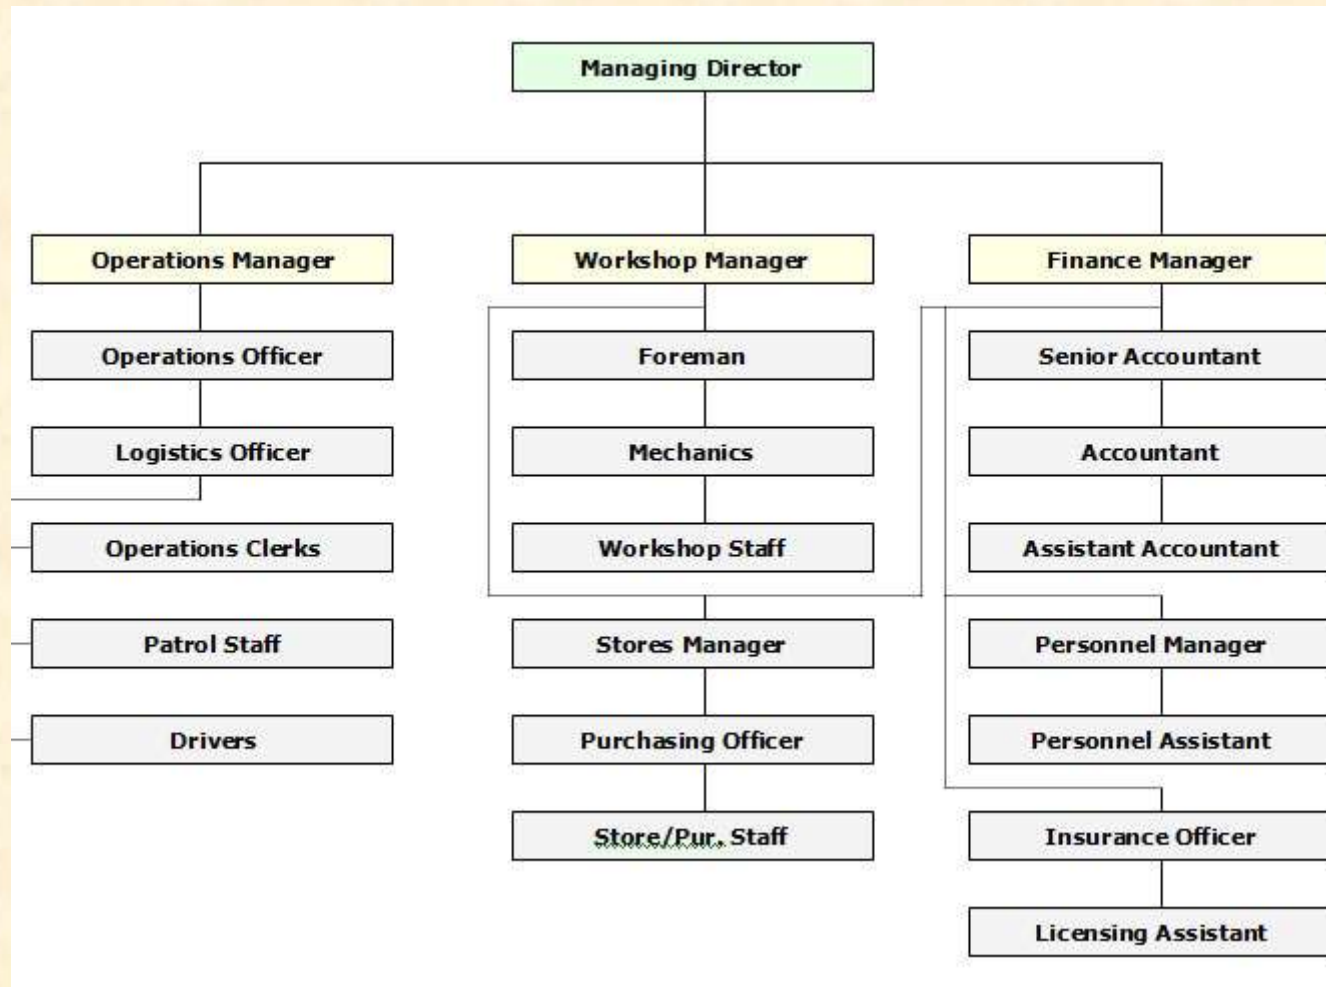 Managing Director
Operations Manager
Workshop Manager
Finance Manager
Operations Officer
Foreman
Senior Accountant
Logistics Officer
Mechanics
Accountant
Operations Clerks
Workshop Staff
Assistant Accountant
Patrol Staff
Stores Manager
Personnel Manager
Drivers
Purchasing Officer
Personnel Assistant
Store/Pur. Staff
Insurance Officer
Licensing Assistant